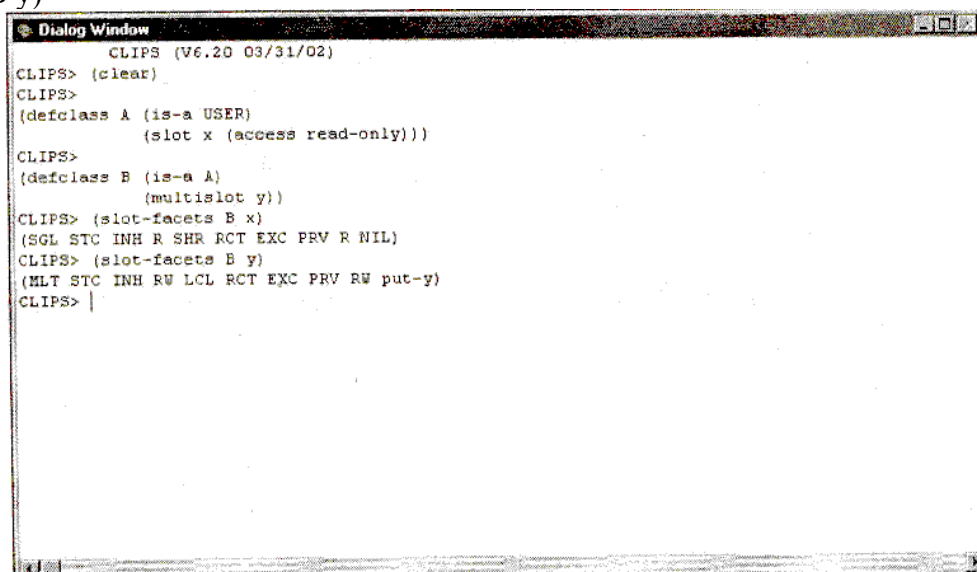 y)
Dialog Window
CLIPS (V6.20 03/31/02)
CLIPS> (clear)
CLIPS>
(defclass A (is-a USER)
(slot x (access read-only)))
CLIPS>
(defclass B (is-a A)
(multislot y))
CLIPS> (slot-facets B x)
(SGL STC INH R SHR RCT EXC PRV R NIL)
CLIPS> (slot-facets B y)
(MLT STC INH RW LCL RCT EXC PRV RW put-y)
CLIPS>